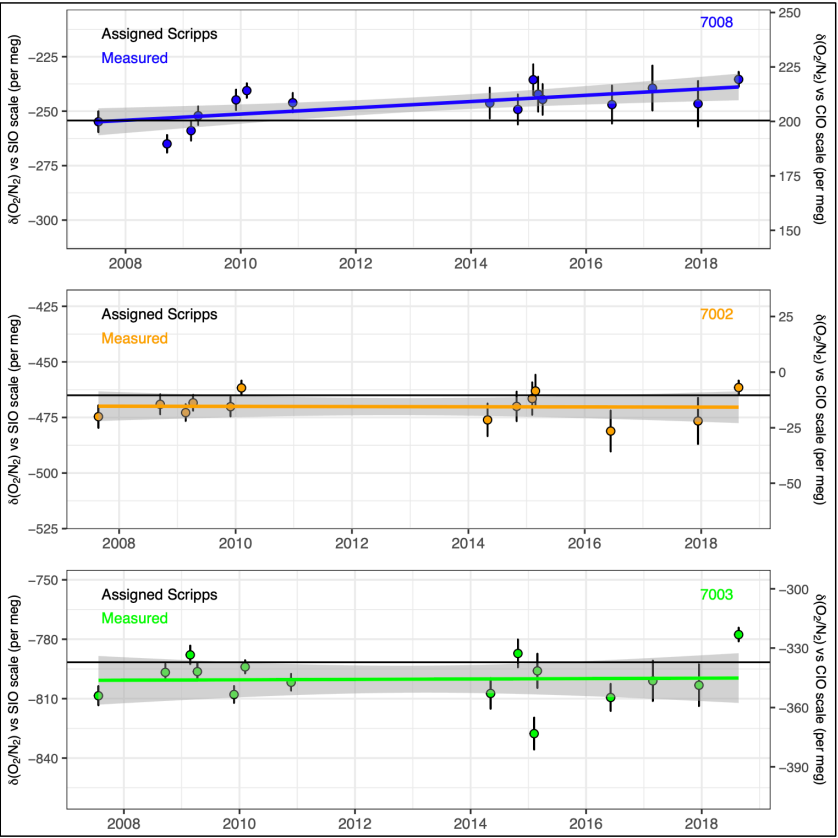 Assigned Scripps
Measured
7008
δ(O₂/N₂) vs SIO scale (per meg)
−225
−250
−275
−300
250
225
200
175
150
δ(O₂/N₂) vs CIO scale (per meg)
2008 2010 2012 2014 2016 2018
Assigned Scripps
Measured
7002
δ(O₂/N₂) vs SIO scale (per meg)
−425
−450
−475
−500
−525
25
0
−25
−50
δ(O₂/N₂) vs CIO scale (per meg)
2008 2010 2012 2014 2016 2018
Assigned Scripps
Measured
7003
δ(O₂/N₂) vs SIO scale (per meg)
−750
−780
−810
−840
−300
−330
−360
−390
δ(O₂/N₂) vs CIO scale (per meg)
2008 2010 2012 2014 2016 2018